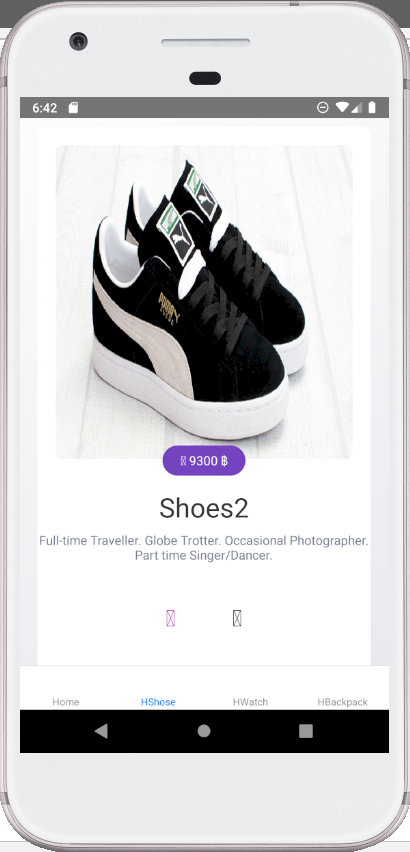 6:42
PUMA
9300 ฿
Shoes2
Full-time Traveller. Globe Trotter. Occasional Photographer.
Part time Singer/Dancer.
Home HShose HWatch HBackpack